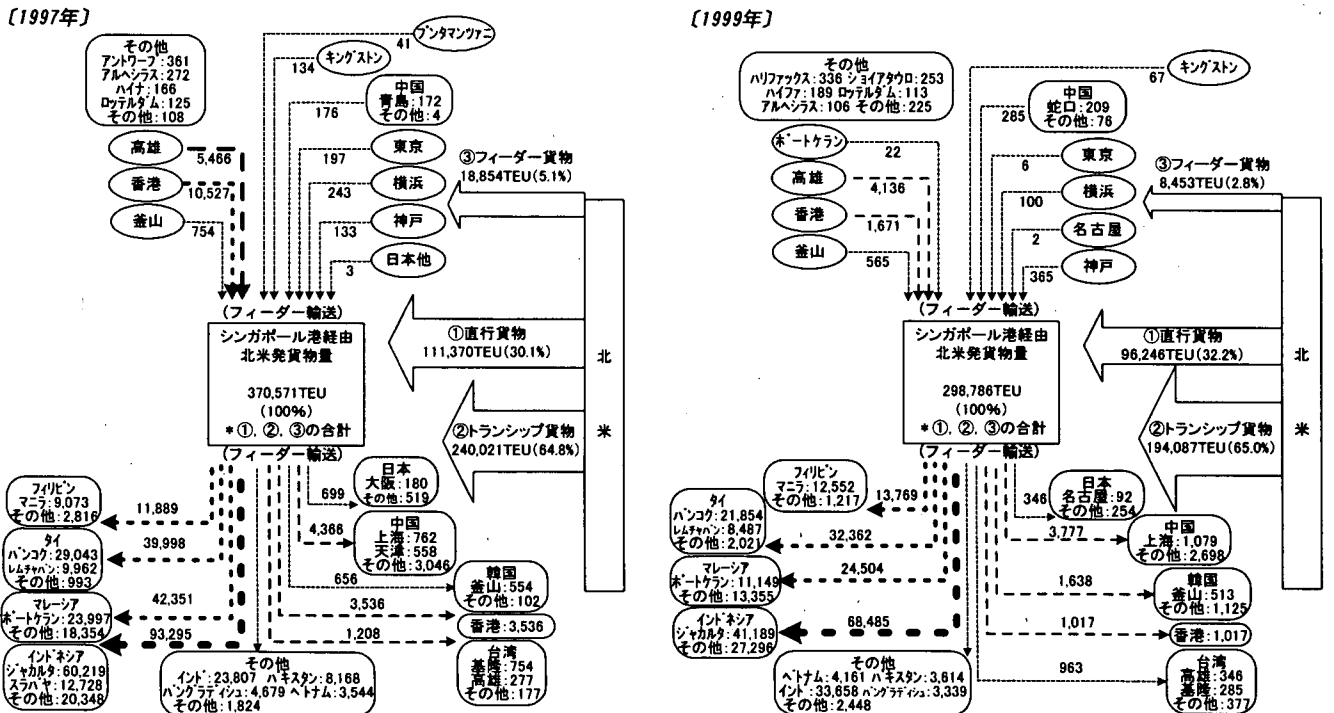 〔1997年〕
その他
アントワープ:361
アルヘシラス:272
ハイナ:166
ロッテルダム:125
その他:108
高雄
5,466
香港
10,527
釜山
754
41
プンタマンツァニ
134
キングストン
176
中国
青島:172
その他:4
197
東京
243
横浜
133
神戸
3
日本他
③フィーダー貨物
18,854TEU(5.1%)
(フィーダー輸送)
シンガポール港経由
北米発貨物量
370,571TEU
(100%)
*①, ②, ③の合計
(フィーダー輸送)
①直行貨物
111,370TEU(30.1%)
②トランシップ貨物
240,021TEU(64.8%)
北
米
フィリピン
マニラ:9,073
その他:2,816
11,889
タイ
バンコク:29,043
レムチャバン:9,962
その他:993
39,998
マレーシア
ポートケラン:23,997
その他:18,354
42,351
インドネシア
ジャカルタ:60,219
スラバヤ:12,728
その他:20,348
93,295
その他
インド:23,807 パキスタン:8,168
バングラディシュ:4,679 ベトナム:3,544
その他:1,824
699
日本
大阪:180
その他:519
4,366
中国
上海:762
天津:558
その他:3,046
656
韓国
釜山:554
その他:102
3,536
香港:3,536
1,208
台湾
基隆:754
高雄:277
その他:177
〔1999年〕
その他
ハリファックス:336 ジョイアタウロ:253
ハイファ:189 ロッテルダム:113
アルヘシラス:106 その他:225
ポートケラン
22
高雄
4,136
香港
1,671
釜山
565
67
キングストン
285
中国
蛇口:209
その他:76
6
東京
100
横浜
2
名古屋
365
神戸
③フィーダー貨物
8,453TEU(2.8%)
(フィーダー輸送)
シンガポール港経由
北米発貨物量
298,786TEU
(100%)
*①, ②, ③の合計
(フィーダー輸送)
①直行貨物
96,246TEU(32.2%)
②トランシップ貨物
194,087TEU(65.0%)
北
米
フィリピン
マニラ:12,552
その他:1,217
13,769
タイ
バンコク:21,854
レムチャバン:8,487
その他:2,021
32,362
マレーシア
ポートケラン:11,149
その他:13,355
24,504
インドネシア
ジャカルタ:41,189
その他:27,296
68,485
その他
ベトナム:4,161 パキスタン:3,614
インド:33,658 バングラディシュ:3,339
その他:2,448
346
日本
名古屋:92
その他:254
3,777
中国
上海:1,079
その他:2,698
1,638
韓国
釜山:513
その他:1,125
1,017
香港:1,017
963
台湾
高雄:346
基隆:285
その他:377